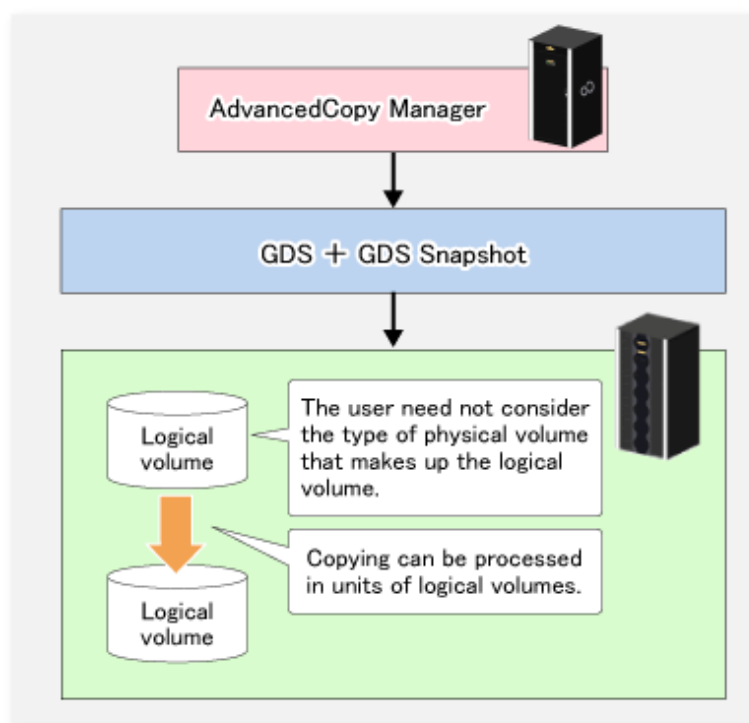 AdvancedCopy Manager
GDS + GDS Snapshot
Logical
volume
The user need not consider
the type of physical volume
that makes up the logical
volume.
Copying can be processed
in units of logical volumes.
Logical
volume